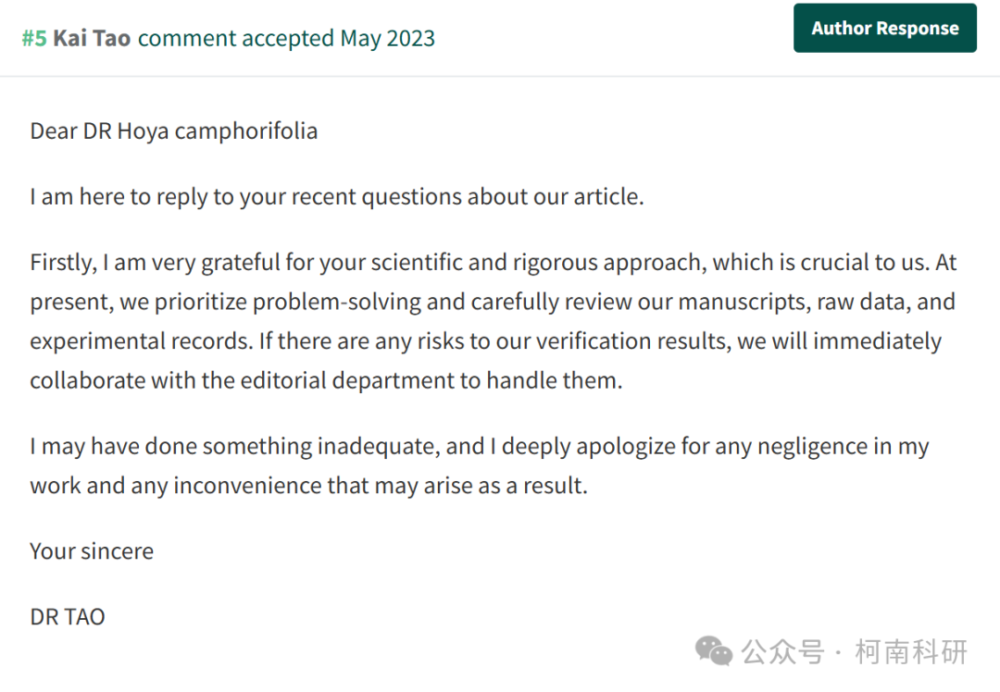 #5 Kai Tao comment accepted May 2023
Author Response
Dear DR Hoya camphorifolia
I am here to reply to your recent questions about our article.
Firstly, I am very grateful for your scientific and rigorous approach, which is crucial to us. At
present, we prioritize problem-solving and carefully review our manuscripts, raw data, and
experimental records. If there are any risks to our verification results, we will immediately
collaborate with the editorial department to handle them.
I may have done something inadequate, and I deeply apologize for any negligence in my
work and any inconvenience that may arise as a result.
Your sincere
DR TAO
公众号 · 柯南科研